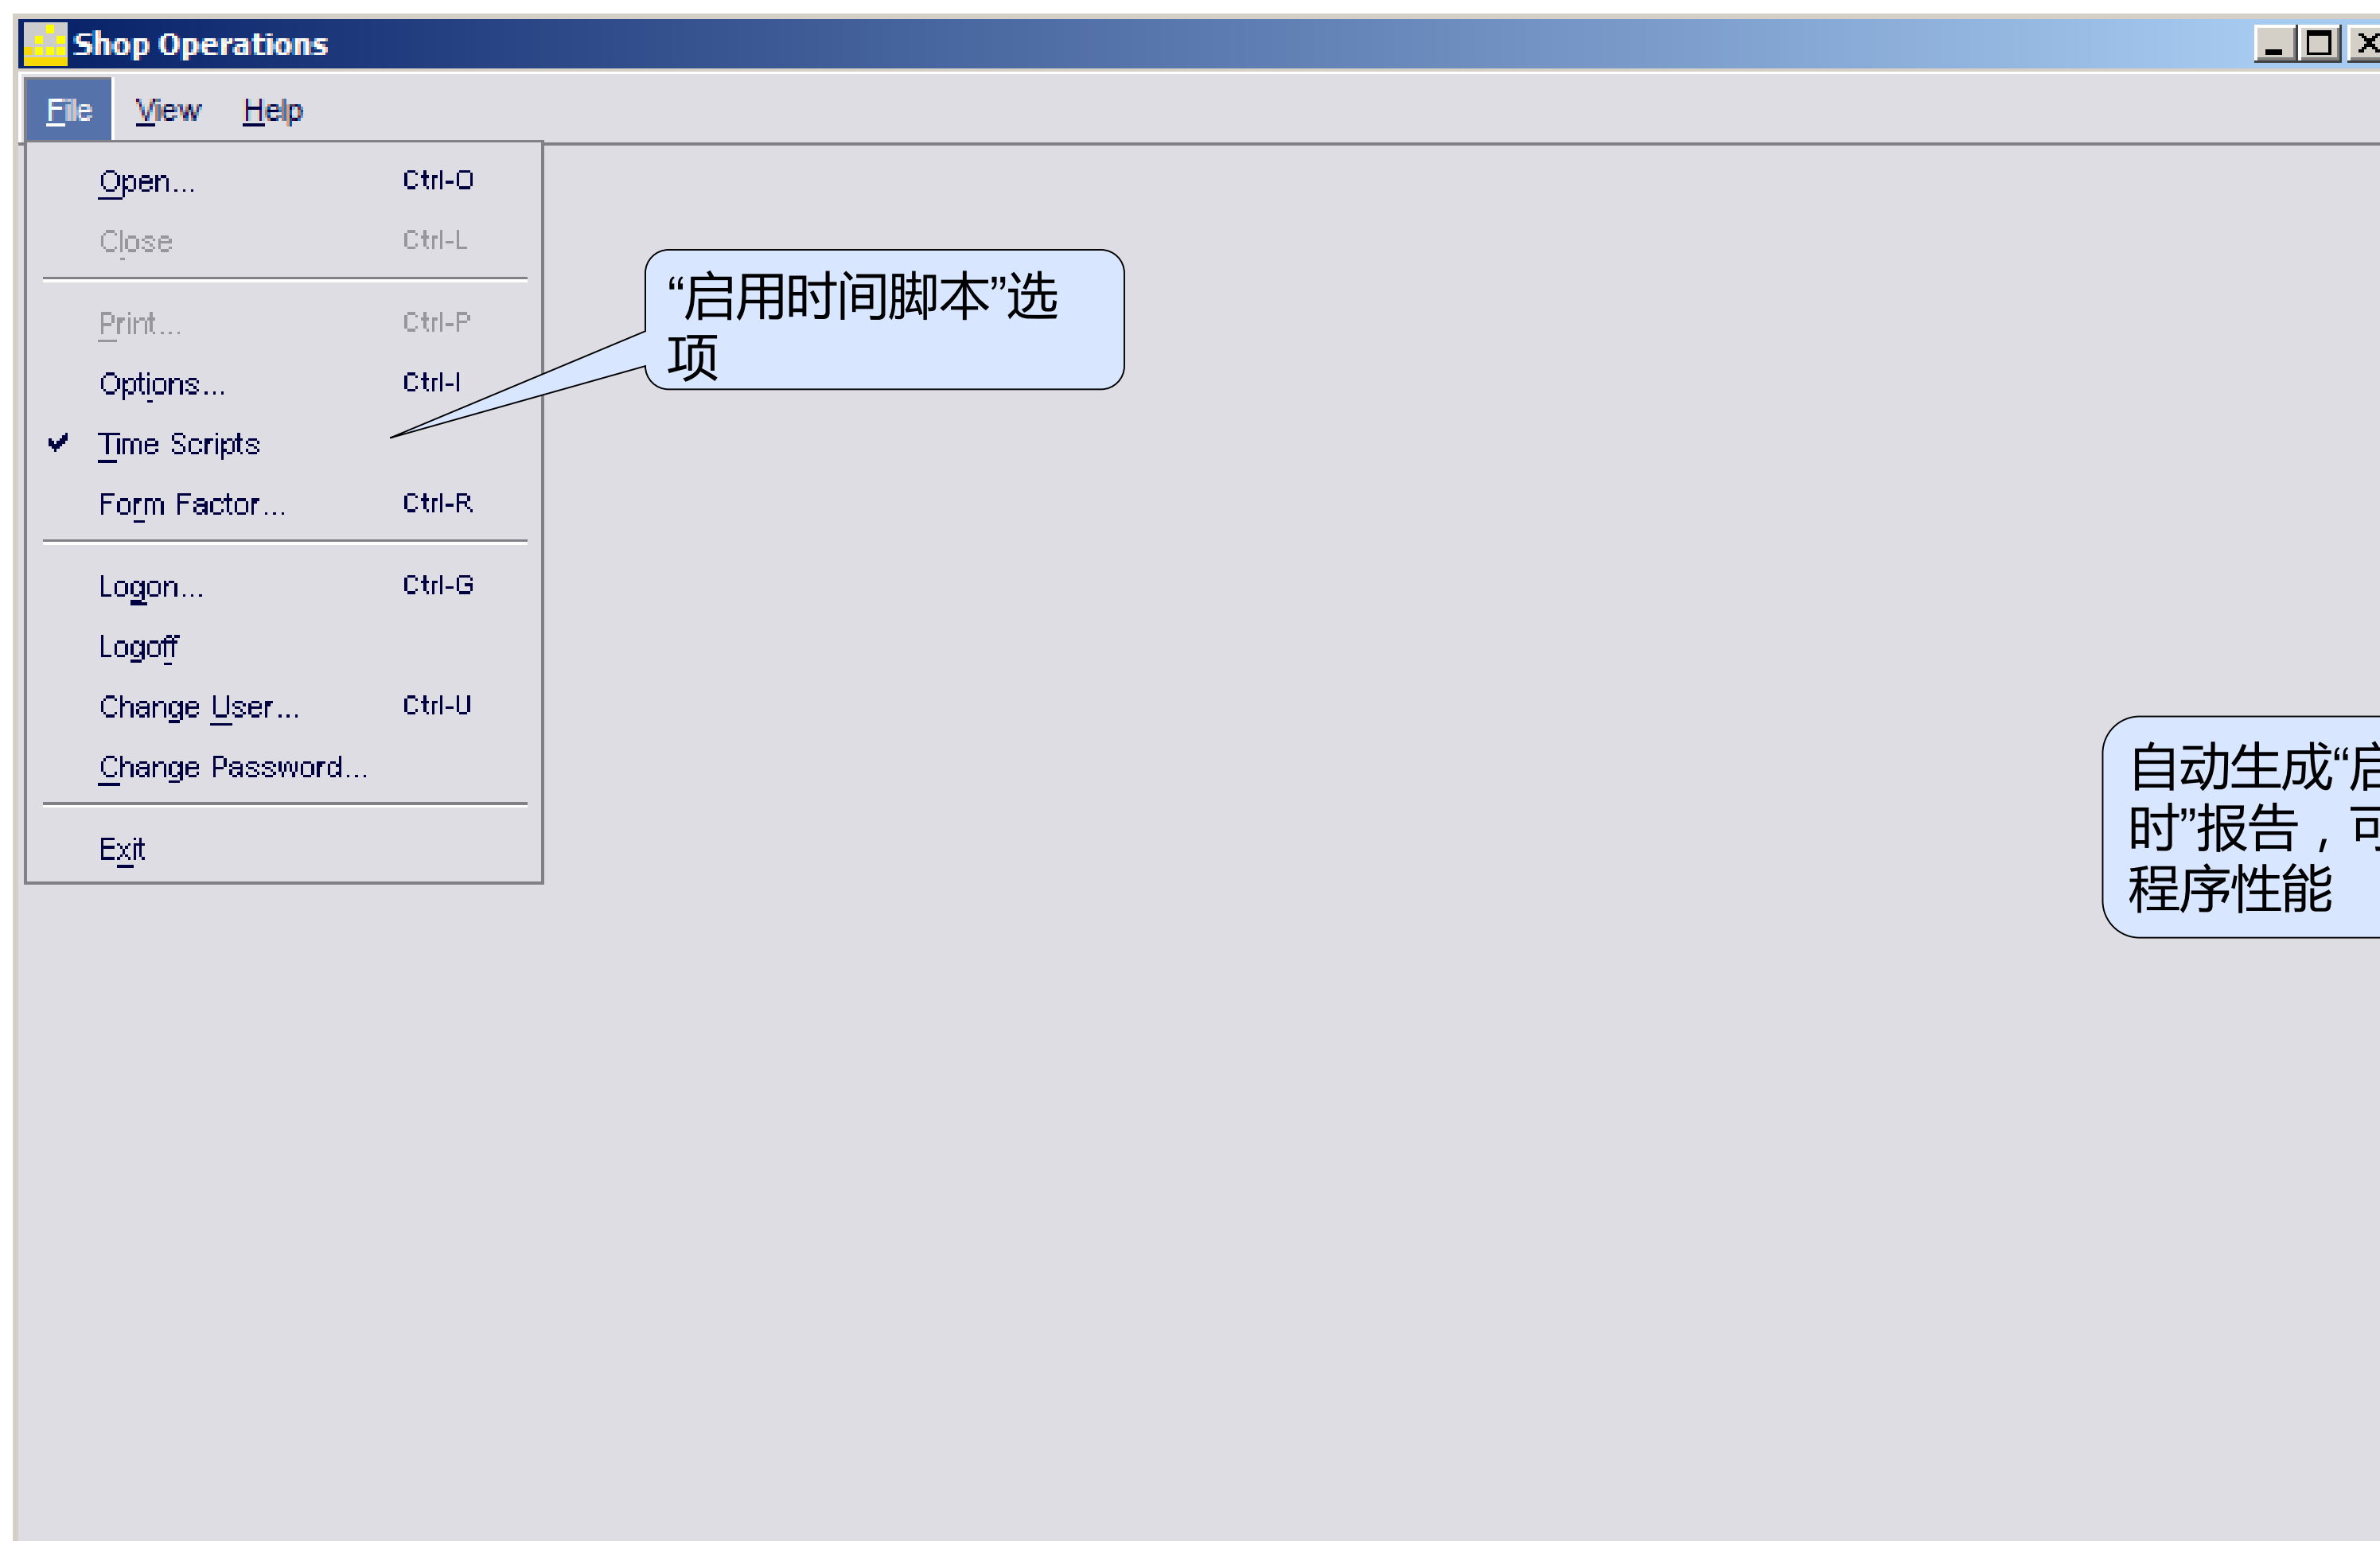 Shop Operations
File View Help
Open... Ctrl-O
Close Ctrl-L
Print... Ctrl-P
Options... Ctrl-I
✔ Time Scripts
Form Factor... Ctrl-R
Logon... Ctrl-G
Logoff
Change User... Ctrl-U
Change Password...
Exit
“启用时间脚本”选
项
自动生成“启
时”报告，可
程序性能